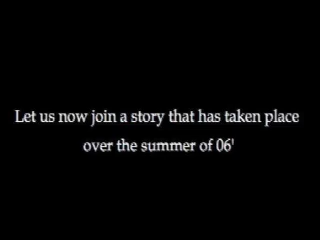 Let us now join a story that has taken place
over the summer of 06'